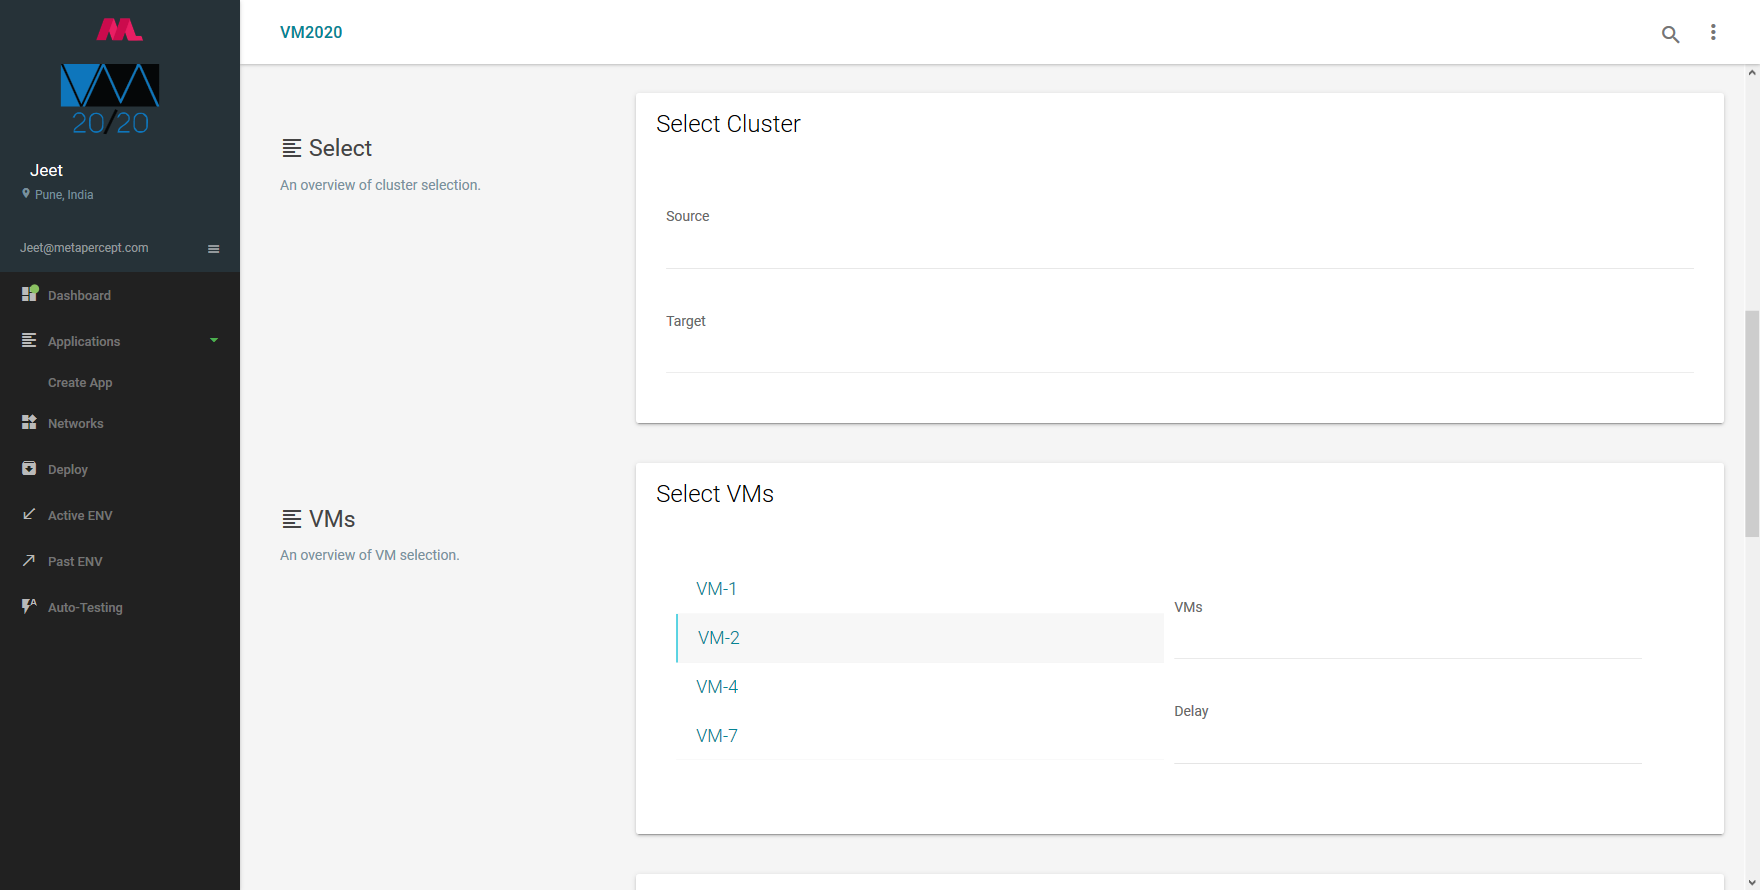 VM
20/20
Jeet
Pune, India
Jeet@metapercept.com
Dashboard
Applications
Create App
Networks
Deploy
Active ENV
Past ENV
Auto-Testing
VM2020
Select
An overview of cluster selection.
Select Cluster
Source
Target
VMs
An overview of VM selection.
Select VMs
VM-1
VM-2
VM-4
VM-7
VMs
Delay